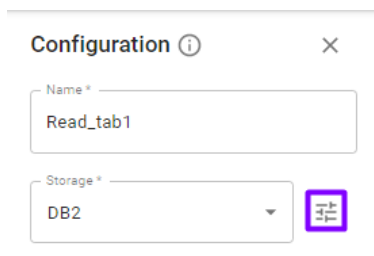 Configuration
Name *
Read_tab1
Storage *
DB2